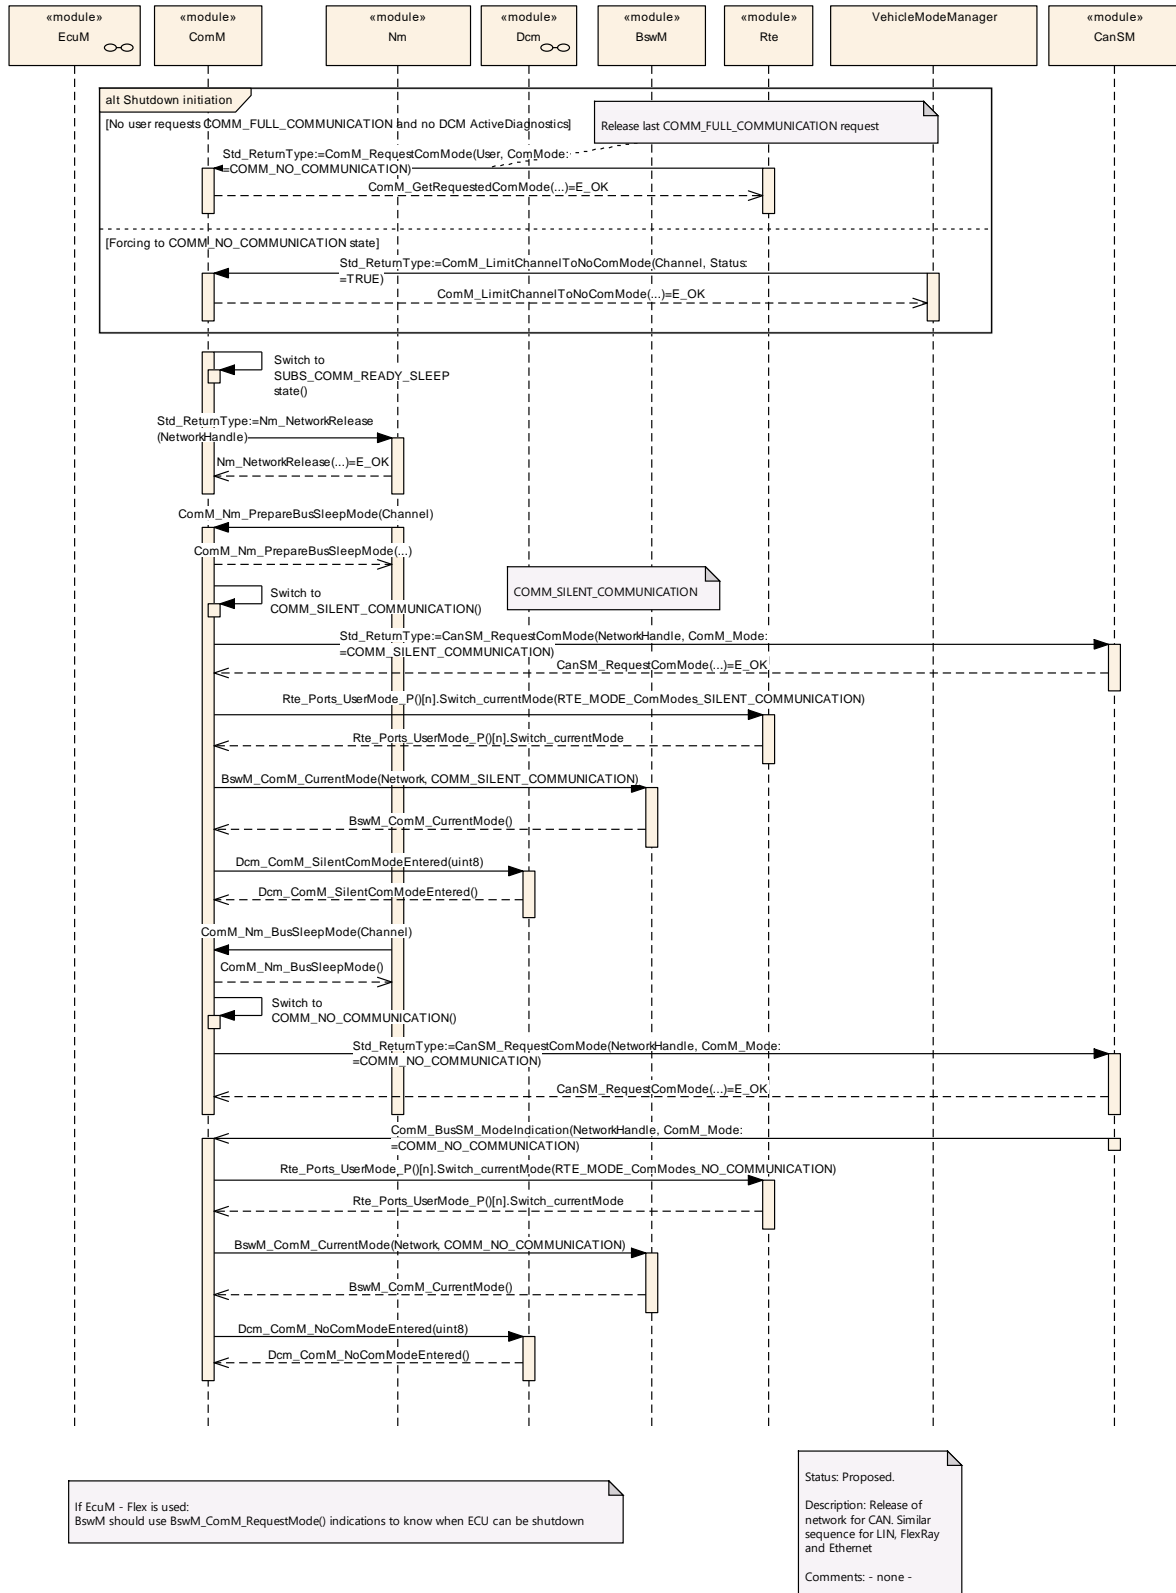 «module»
EcuM
«module»
ComM
«module»
Nm
«module»
Dcm
«module»
BswM
«module»
Rte
VehicleModeManager
«module»
CanSM
alt Shutdown initiation
[No user requests COMM_FULL_COMMUNICATION and no DCM ActiveDiagnostics]
Release last COMM_FULL_COMMUNICATION request
Std_ReturnType:=ComM_RequestComMode(User, ComMode:
=COMM_NO_COMMUNICATION)
ComM_GetRequestedComMode(...)=E_OK
[Forcing to COMM_NO_COMMUNICATION state]
Std_ReturnType:=ComM_LimitChannelToNoComMode(Channel, Status:
=TRUE)
ComM_LimitChannelToNoComMode(...)=E_OK
Switch to
SUBS_COMM_READY_SLEEP
state()
Std_ReturnType:=Nm_NetworkRelease
(NetworkHandle)
Nm_NetworkRelease(...)=E_OK
ComM_Nm_PrepareBusSleepMode(Channel)
ComM_Nm_PrepareBusSleepMode(...)
Switch to
COMM_SILENT_COMMUNICATION()
COMM_SILENT_COMMUNICATION
Std_ReturnType:=CanSM_RequestComMode(NetworkHandle, ComM_Mode:
=COMM_SILENT_COMMUNICATION)
CanSM_RequestComMode(...)=E_OK
Rte_Ports_UserMode_P()[n].Switch_currentMode(RTE_MODE_ComModes_SILENT_COMMUNICATION)
Rte_Ports_UserMode_P()[n].Switch_currentMode
BswM_ComM_CurrentMode(Network, COMM_SILENT_COMMUNICATION)
BswM_ComM_CurrentMode()
Dcm_ComM_SilentComModeEntered(uint8)
Dcm_ComM_SilentComModeEntered()
ComM_Nm_BusSleepMode(Channel)
ComM_Nm_BusSleepMode()
Switch to
COMM_NO_COMMUNICATION()
Std_ReturnType:=CanSM_RequestComMode(NetworkHandle, ComM_Mode:
=COMM_NO_COMMUNICATION)
CanSM_RequestComMode(...)=E_OK
ComM_BusSM_ModeIndication(NetworkHandle, ComM_Mode:
=COMM_NO_COMMUNICATION)
Rte_Ports_UserMode_P()[n].Switch_currentMode(RTE_MODE_ComModes_NO_COMMUNICATION)
Rte_Ports_UserMode_P()[n].Switch_currentMode
BswM_ComM_CurrentMode(Network, COMM_NO_COMMUNICATION)
BswM_ComM_CurrentMode()
Dcm_ComM_NoComModeEntered(uint8)
Dcm_ComM_NoComModeEntered()
If EcuM - Flex is used:
BswM should use BswM_ComM_RequestMode() indications to know when ECU can be shutdown
Status: Proposed.
Description: Release of
network for CAN. Similar
sequence for LIN, FlexRay
and Ethernet
Comments: - none -